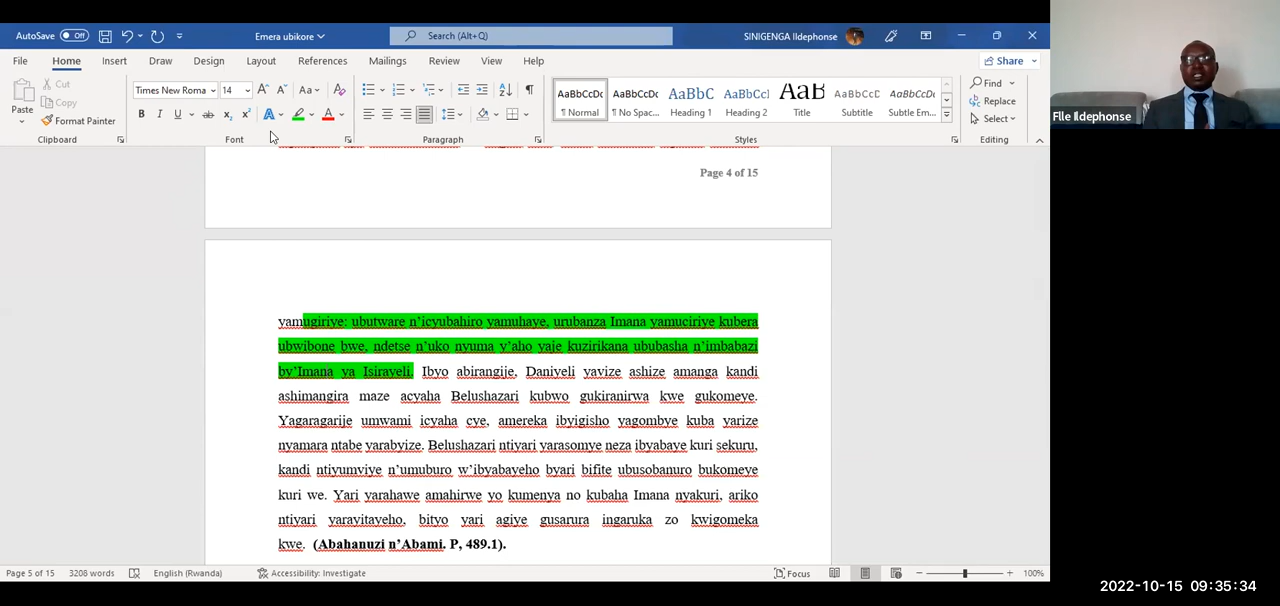 AutoSave Off
Emera ubikore
Search (Alt+Q)
SINIGENGA Ildephonse
File Home Insert Draw Design Layout References Mailings Review View Help
Share
Paste
Cut
Copy
Format Painter
Clipboard
Times New Roma 14
Font
Paragraph
AaBbCcDc AaBbCcDc AaBbC AaBbCcI AaB AaBbCcD AaBbCcDc
¶ Normal ¶ No Spac... Heading 1 Heading 2 Title Subtitle Subtle Em...
Styles
Find
Replace
Select
Editing
Page 4 of 15
yamugiriye: ubutware n’icyubahiro yamuhaye, urubanza Imana yamuciriye kubera
ubwibone bwe, ndetse n’uko nyuma y’aho yaje kuzirikana ububasha n’imbabazi
by’Imana ya Isirayeli. Ibyo abirangije, Daniyeli yavize ashize amanga kandi
ashimangira maze acyaha Belushazari kubwo gukiranirwa kwe gukomeye.
Yagaragarije umwami icyaha cye, amereka ibyigisho yagombye kuba yarize
nyamara ntabe yarabyize. Belushazari ntiyari yarasomye neza ibyabaye kuri sekuru,
kandi ntiyumviye n’umuburo w’ibyabayeho byari bifite ubusobanuro bukomeye
kuri we. Yari yarahawe amahirwe yo kumenya no kubaha Imana nyakuri, ariko
ntiyari yaravitayeho, bityo yari agiye gusarura ingaruka zo kwigomeka
kwe. (Abahanuzi n’Abami. P, 489.1).
Page 5 of 15 3208 words English (Rwanda) Accessibility: Investigate Focus 100%
Flle Ildephonse
2022-10-15 09:35:34